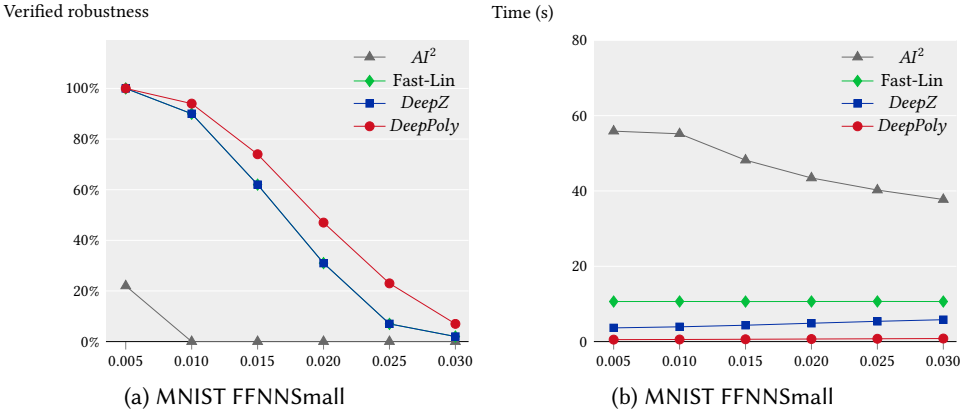 Verified robustness
100%
80%
60%
40%
20%
0%
0.005 0.010 0.015 0.020 0.025 0.030
AI²
Fast-Lin
DeepZ
DeepPoly
(a) MNIST FFNNSmall
Time (s)
80
60
40
20
0
0.005 0.010 0.015 0.020 0.025 0.030
AI²
Fast-Lin
DeepZ
DeepPoly
(b) MNIST FFNNSmall